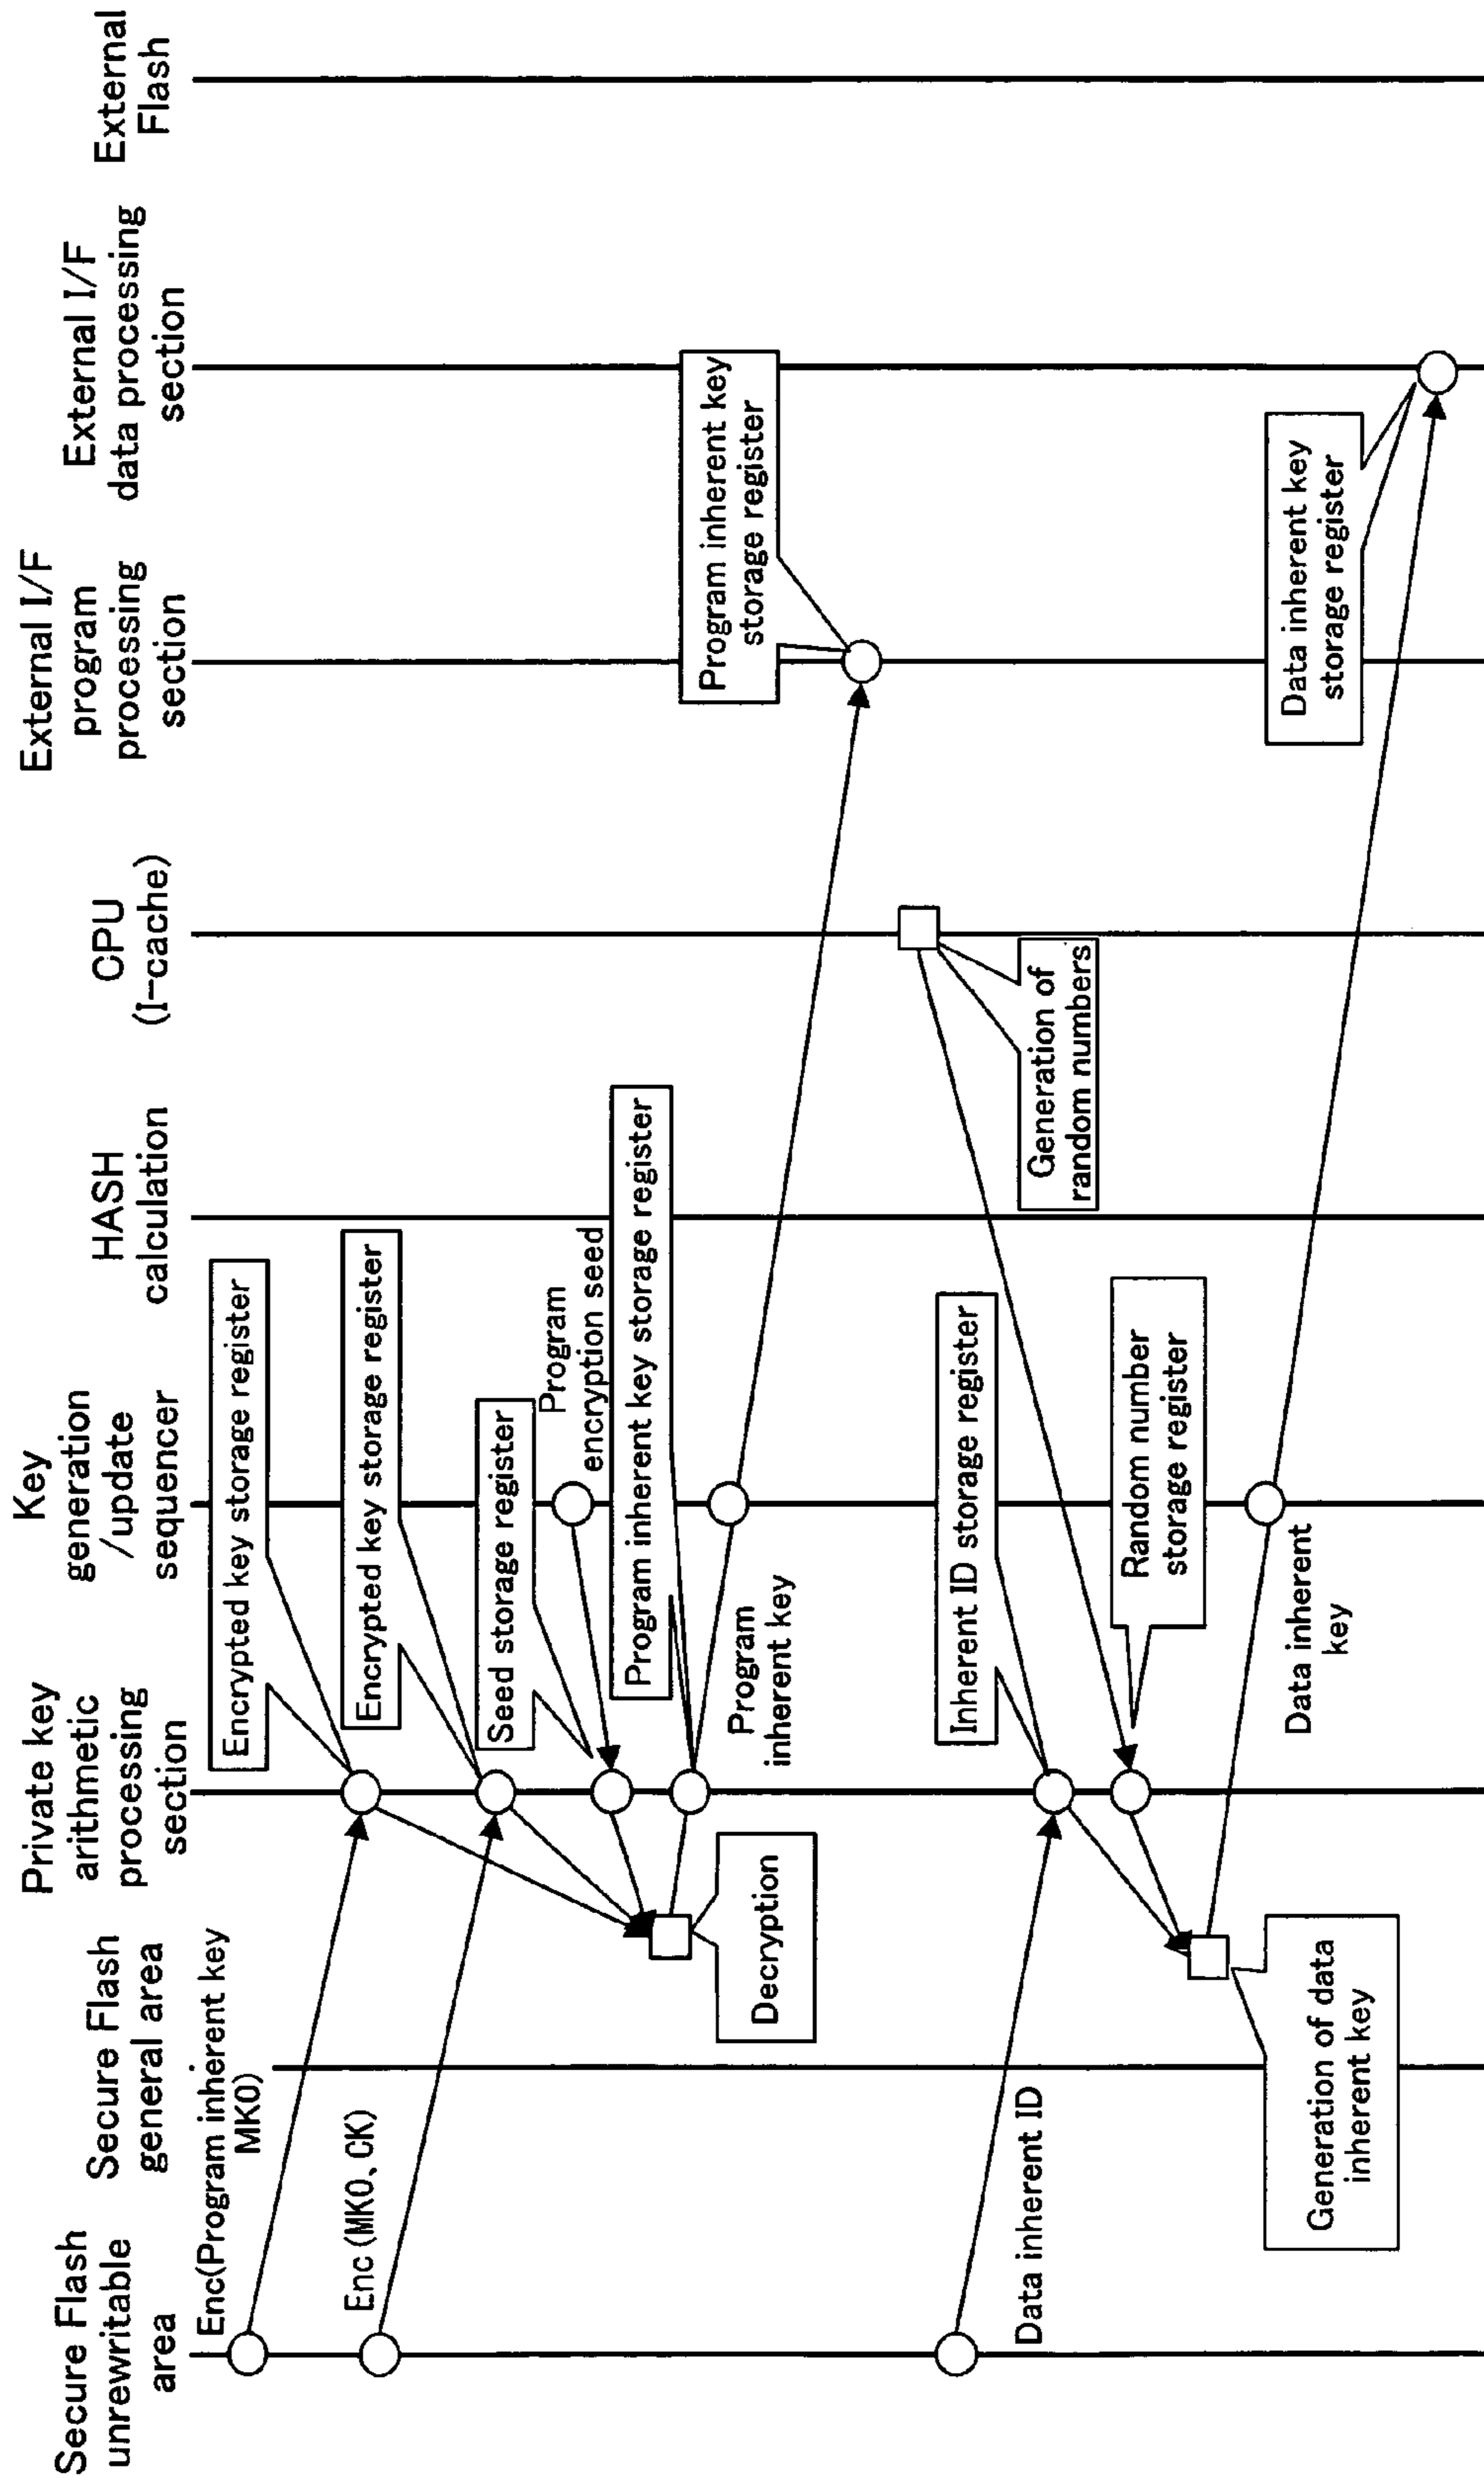 Secure Flash
unrewritable
area
Secure Flash
general area
Private key
arithmetic
processing
section
Key
generation
/update
sequencer
HASH
calculation
CPU
(I-cache)
External I/F
program
processing
section
External I/F
data processing
section
External
Flash
Enc(Program inherent key
MK0)
Encrypted key storage register
Enc (MK0, CK)
Encrypted key storage register
Seed storage register
Program
encryption seed
Program inherent key storage register
Decryption
Program
inherent key
Program inherent key
storage register
Generation of
random numbers
Data inherent ID
Inherent ID storage register
Random number
storage register
Generation of data
inherent key
Data inherent
key
Data inherent key
storage register